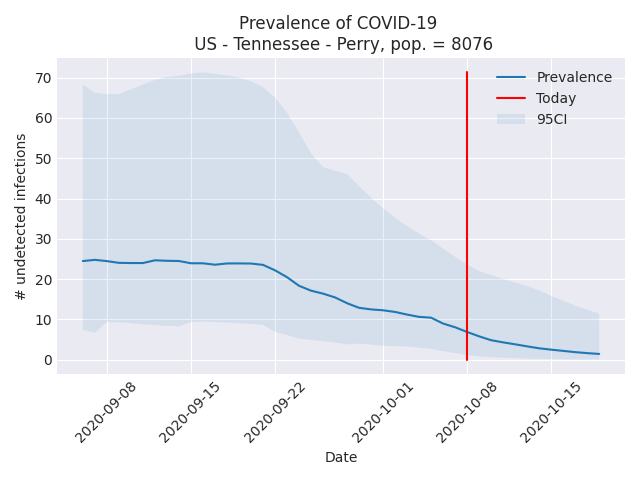 Prevalence of COVID-19
US - Tennessee - Perry, pop. = 8076
Prevalence
Today
95CI
# undetected infections
70
60
50
40
30
20
10
0
2020-09-08
2020-09-15
2020-09-22
2020-10-01
2020-10-08
2020-10-15
Date